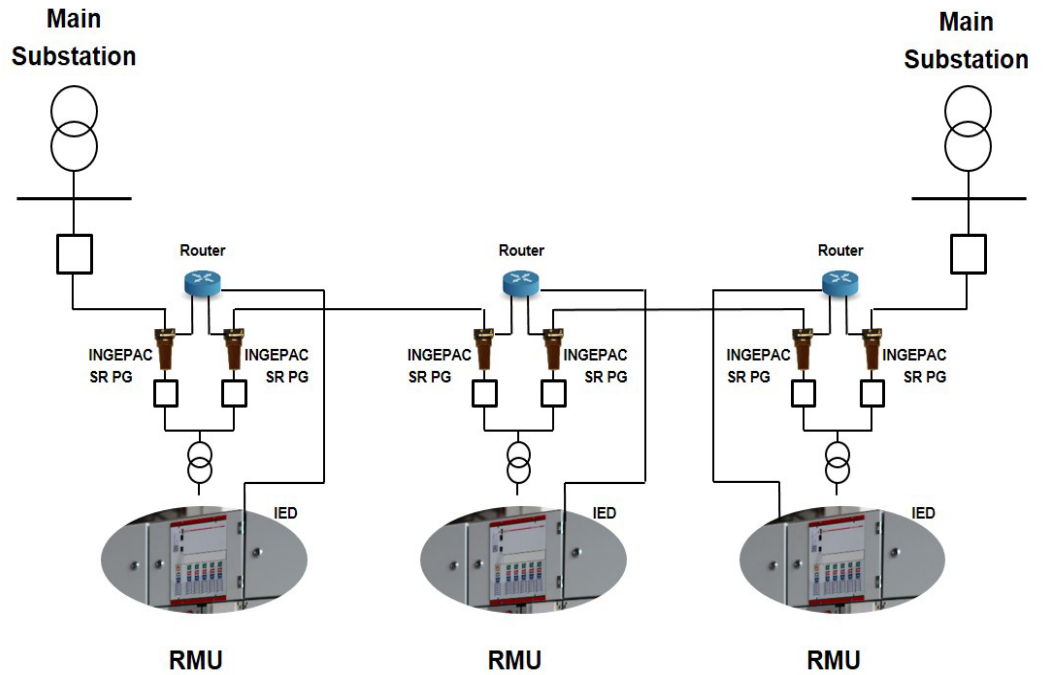 Main
Substation
Main
Substation
Router
Router
Router
INGEPAC
SR PG
INGEPAC
SR PG
INGEPAC
SR PG
INGEPAC
SR PG
INGEPAC
SR PG
INGEPAC
SR PG
IED
IED
IED
RMU
RMU
RMU